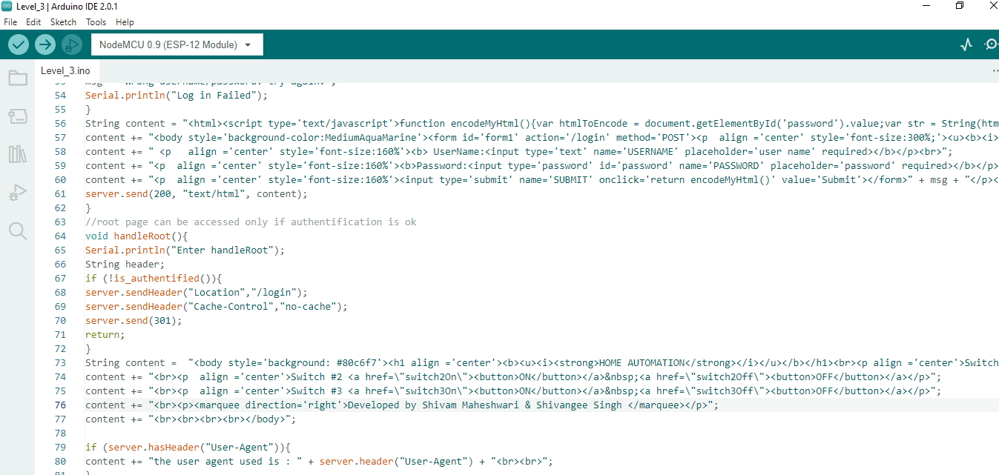 Level_3 | Arduino IDE 2.0.1
File Edit Sketch Tools Help
NodeMCU 0.9 (ESP-12 Module)
Level_3.ino
54 Serial.println("Log in Failed");
55 }
56 String content = "<html><script type='text/javascript'>function encodeMyHtml(){var htmlToEncode = document.getElementById('password').value;var str = String(htm
57 content += "<body style='background-color:MediumAquaMarine'><form id='form1' action='/login' method='POST'><p  align ='center' style='font-size:300%;'><u><b><i>
58 content += " <p   align ='center' style='font-size:160%'><b> UserName:<input type='text' name='USERNAME' placeholder='user name' required></b></p><br>";
59 content += "<p  align ='center' style='font-size:160%'><b>Password:<input type='password' id='password' name='PASSWORD' placeholder='password' required></b></p>
60 content += "<p  align ='center' style='font-size:160%'><input type='submit' name='SUBMIT' onclick='return encodeMyHtml()' value='Submit'></form>" + msg + "</p><
61 server.send(200, "text/html", content);
62 }
63 //root page can be accessed only if authentification is ok
64 void handleRoot(){
65 Serial.println("Enter handleRoot");
66 String header;
67 if (!is_authentified()){
68 server.sendHeader("Location","/login");
69 server.sendHeader("Cache-Control","no-cache");
70 server.send(301);
71 return;
72 }
73 String content =  "<body style='background: #80c6f7'><h1 align ='center'><b><u><i><strong>HOME AUTOMATION</strong></i></u></b></h1><br><p align ='center'>Switch
74 content += "<br><p  align ='center'>Switch #2 <a href=\"switch2On\"><button>ON</button></a>&nbsp;<a href=\"switch2Off\"><button>OFF</button></a></p>";
75 content += "<br><p  align ='center'>Switch #3 <a href=\"switch3On\"><button>ON</button></a>&nbsp;<a href=\"switch3Off\"><button>OFF</button></a></p>";
76 content += "<br><p><marquee direction='right'>Developed by Shivam Maheshwari & Shivangee Singh </marquee></p>";
77 content += "<br><br><br><br></body>";
78
79 if (server.hasHeader("User-Agent")){
80 content += "the user agent used is : " + server.header("User-Agent") + "<br><br>";